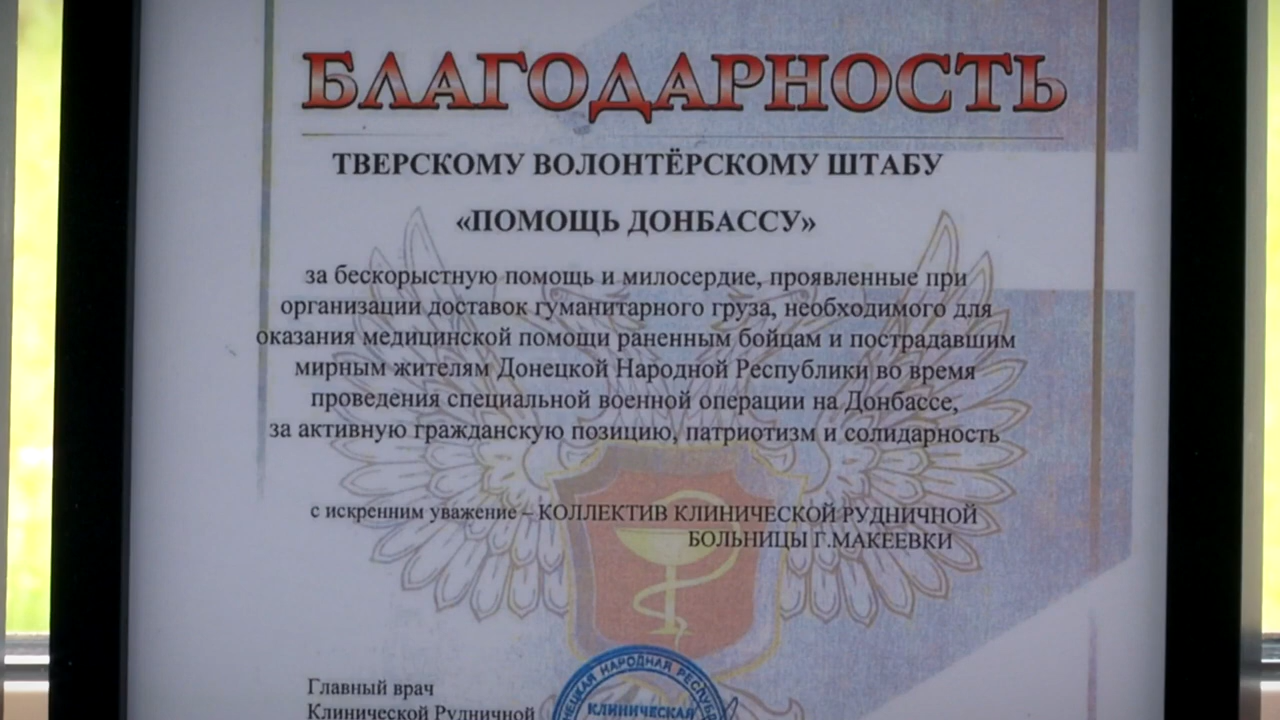 БЛАГОДАРНОСТЬ
ТВЕРСКОМУ ВОЛОНТЁРСКОМУ ШТАБУ
«ПОМОЩЬ ДОНБАССУ»
за бескорыстную помощь и милосердие, проявленные при
организации доставок гуманитарного груза, необходимого для
оказания медицинской помощи раненным бойцам и пострадавшим
мирным жителям Донецкой Народной Республики во время
проведения специальной военной операции на Донбассе,
за активную гражданскую позицию, патриотизм и солидарность
с искренним уважение – КОЛЛЕКТИВ КЛИНИЧЕСКОЙ РУДНИЧНОЙ
БОЛЬНИЦЫ Г.МАКЕЕВКИ
Главный врач
Клинической Рудничной
НАРОДНАЯ
КЛИНИЧЕСКАЯ